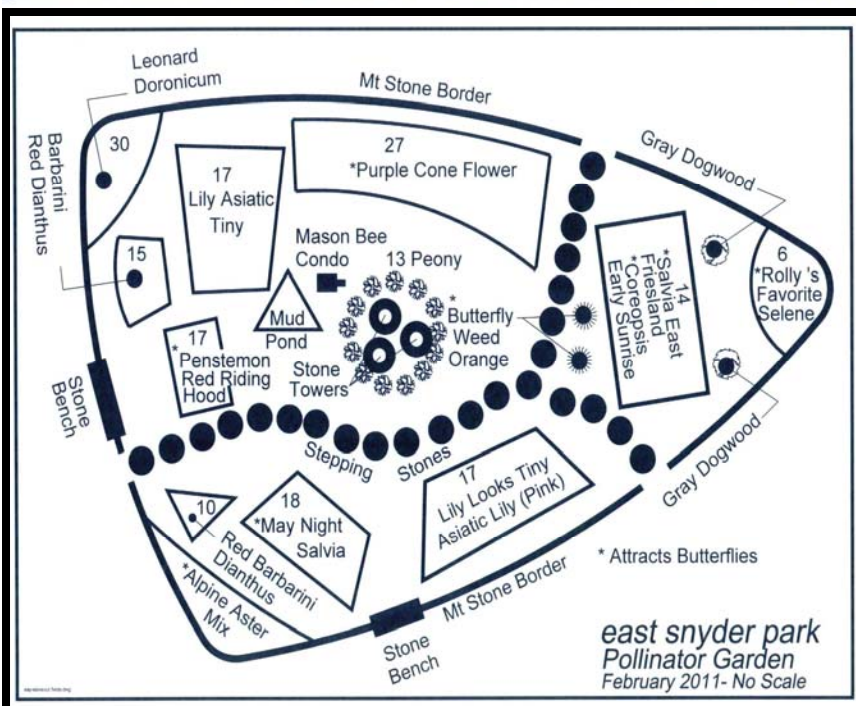 Leonard
Doronicum
Mt Stone Border
Gray Dogwood
Barbarini
Red Dianthus
30
17
Lily Asiatic
Tiny
27
*Purple Cone Flower
15
Mason Bee
Condo
13 Peony
*
Butterfly
Weed
Orange
14
*Salvia East
Friesland
*Coreopsis
Early Sunrise
6
*Rolly 's
Favorite
Selene
Mud
Pond
17
*Penstemon
Red Riding
Hood
Stone
Towers
Stone
Bench
Stepping
Stones
Gray Dogwood
17
Lily Looks Tiny
Asiatic Lily (Pink)
10
18
*May Night
Salvia
Red Barbarini
Dianthus
*Alpine Aster
Mix
Mt Stone Border
Stone
Bench
* Attracts Butterflies
east snyder park
Pollinator Garden
February 2011- No Scale